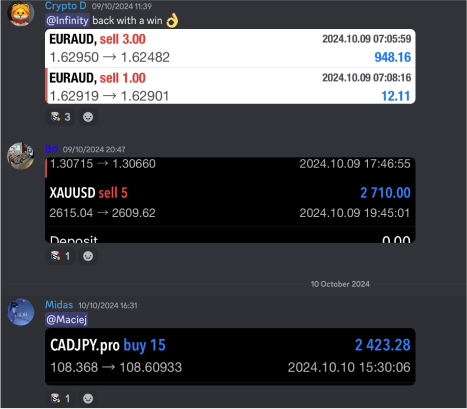 Crypto D 09/10/2024 11:39
@Infinity back with a win 👌
EURAUD, sell 3.00 2024.10.09 07:05:59
1.62950 → 1.62482 948.16
EURAUD, sell 1.00 2024.10.09 07:08:16
1.62919 → 1.62901 12.11
3
09/10/2024 20:47
1.30715 → 1.30660 2024.10.09 17:46:55
XAUUSD sell 5 2 710.00
2615.04 → 2609.62 2024.10.09 19:45:01
Deposit 0.00
1
10 October 2024
Midas 10/10/2024 16:31
@Maciej
CADJPY.pro buy 15 2 423.28
108.368 → 108.60933 2024.10.10 15:30:06
1